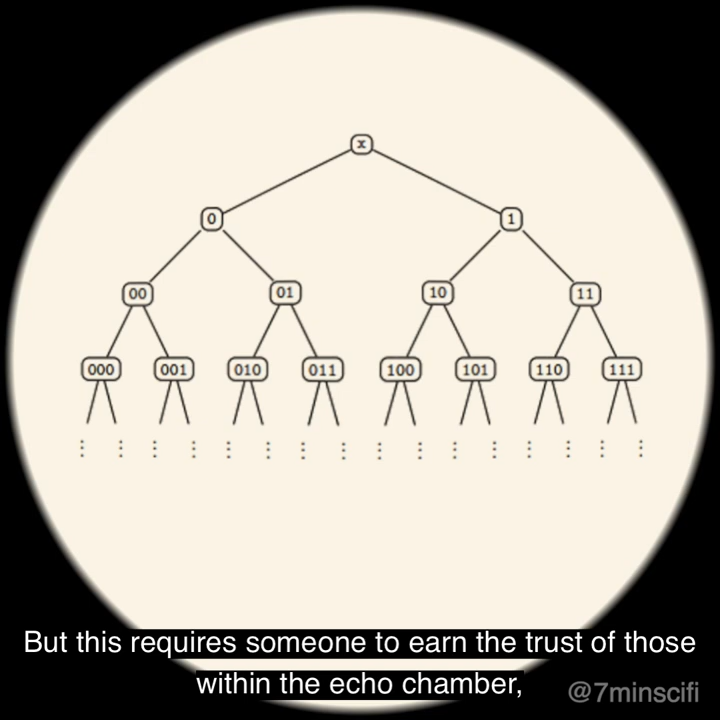 x
0 1
00 01 10 11
000 001 010 011 100 101 110 111
But this requires someone to earn the trust of those
within the echo chamber,
@7minscifi